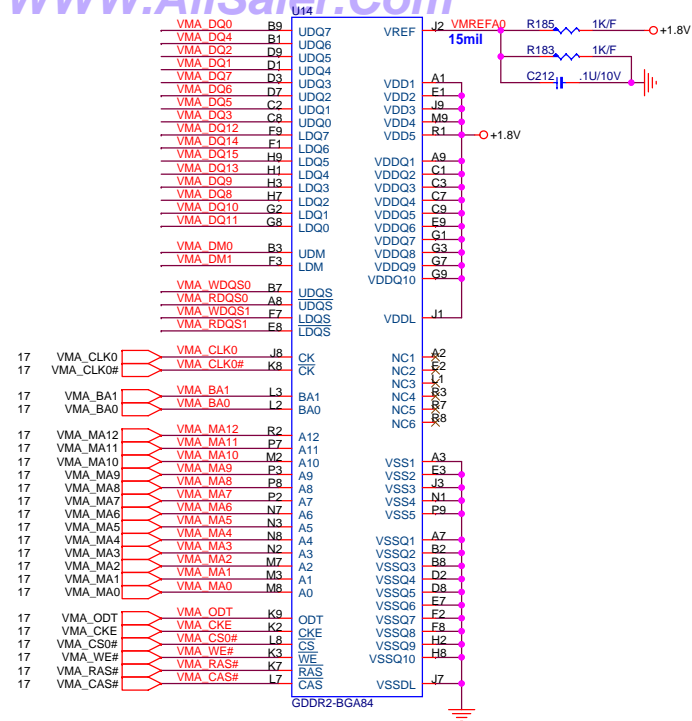 www.AllSaler.Com
U14
VMA_DQ0 B9 UDQ7 VREF J2 VMREFA0 R185 1K/F +1.8V
VMA_DQ4 B1 UDQ6 15mil
VMA_DQ2 D9 UDQ5 R183 1K/F
VMA_DQ1 D1 UDQ4
VMA_DQ7 D3 UDQ3 VDD1 A1 C212 .1U/10V
VMA_DQ6 D7 UDQ2 VDD2 E1
VMA_DQ5 C2 UDQ1 VDD3 J9
VMA_DQ3 C8 UDQ0 VDD4 M9
VMA_DQ12 F9 LDQ7 VDD5 R1 +1.8V
VMA_DQ14 F1 LDQ6
VMA_DQ15 H9 LDQ5 VDDQ1 A9
VMA_DQ13 H1 LDQ4 VDDQ2 C1
VMA_DQ9 H3 LDQ3 VDDQ3 C3
VMA_DQ8 H7 LDQ2 VDDQ4 C7
VMA_DQ10 G2 LDQ1 VDDQ5 C9
VMA_DQ11 G8 LDQ0 VDDQ6 E9
VDDQ7 G1
VMA_DM0 B3 UDM VDDQ8 G3
VMA_DM1 F3 LDM VDDQ9 G7
VDDQ10 G9
VMA_WDQS0 B7 UDQS
VMA_RDQS0 A8 UDQS
VMA_WDQS1 F7 LDQS VDDL J1
VMA_RDQS1 E8 LDQS
17 VMA_CLK0 VMA_CLK0 J8 CK NC1 A2
17 VMA_CLK0# VMA_CLK0# K8 CK NC2 E2
NC3 L1
17 VMA_BA1 VMA_BA1 L3 BA1 NC4 R3
17 VMA_BA0 VMA_BA0 L2 BA0 NC5 R7
NC6 R8
17 VMA_MA12 VMA_MA12 R2 A12
17 VMA_MA11 VMA_MA11 P7 A11
17 VMA_MA10 VMA_MA10 M2 A10 VSS1 A3
17 VMA_MA9 VMA_MA9 P3 A9 VSS2 E3
17 VMA_MA8 VMA_MA8 P8 A8 VSS3 J3
17 VMA_MA7 VMA_MA7 P2 A7 VSS4 N1
17 VMA_MA6 VMA_MA6 N7 A6 VSS5 P9
17 VMA_MA5 VMA_MA5 N3 A5
17 VMA_MA4 VMA_MA4 N8 A4 VSSQ1 A7
17 VMA_MA3 VMA_MA3 N2 A3 VSSQ2 B2
17 VMA_MA2 VMA_MA2 M7 A2 VSSQ3 B8
17 VMA_MA1 VMA_MA1 M3 A1 VSSQ4 D2
17 VMA_MA0 VMA_MA0 M8 A0 VSSQ5 D8
VSSQ6 E7
17 VMA_ODT VMA_ODT K9 ODT VSSQ7 F2
17 VMA_CKE VMA_CKE K2 CKE VSSQ8 F8
17 VMA_CS0# VMA_CS0# L8 CS VSSQ9 H2
17 VMA_WE# VMA_WE# K3 WE VSSQ10 H8
17 VMA_RAS# VMA_RAS# K7 RAS
17 VMA_CAS# VMA_CAS# L7 CAS VSSDL J7
GDDR2-BGA84